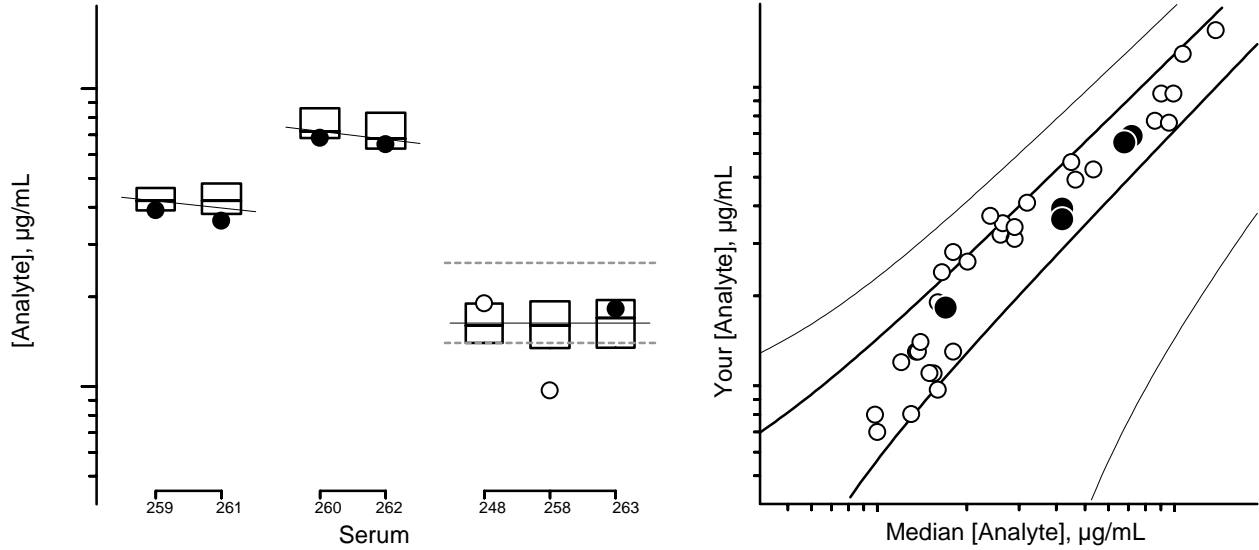 [Analyte], µg/mL
259 261 260 262 248 258 263
Serum
Your [Analyte], µg/mL
Median [Analyte], µg/mL